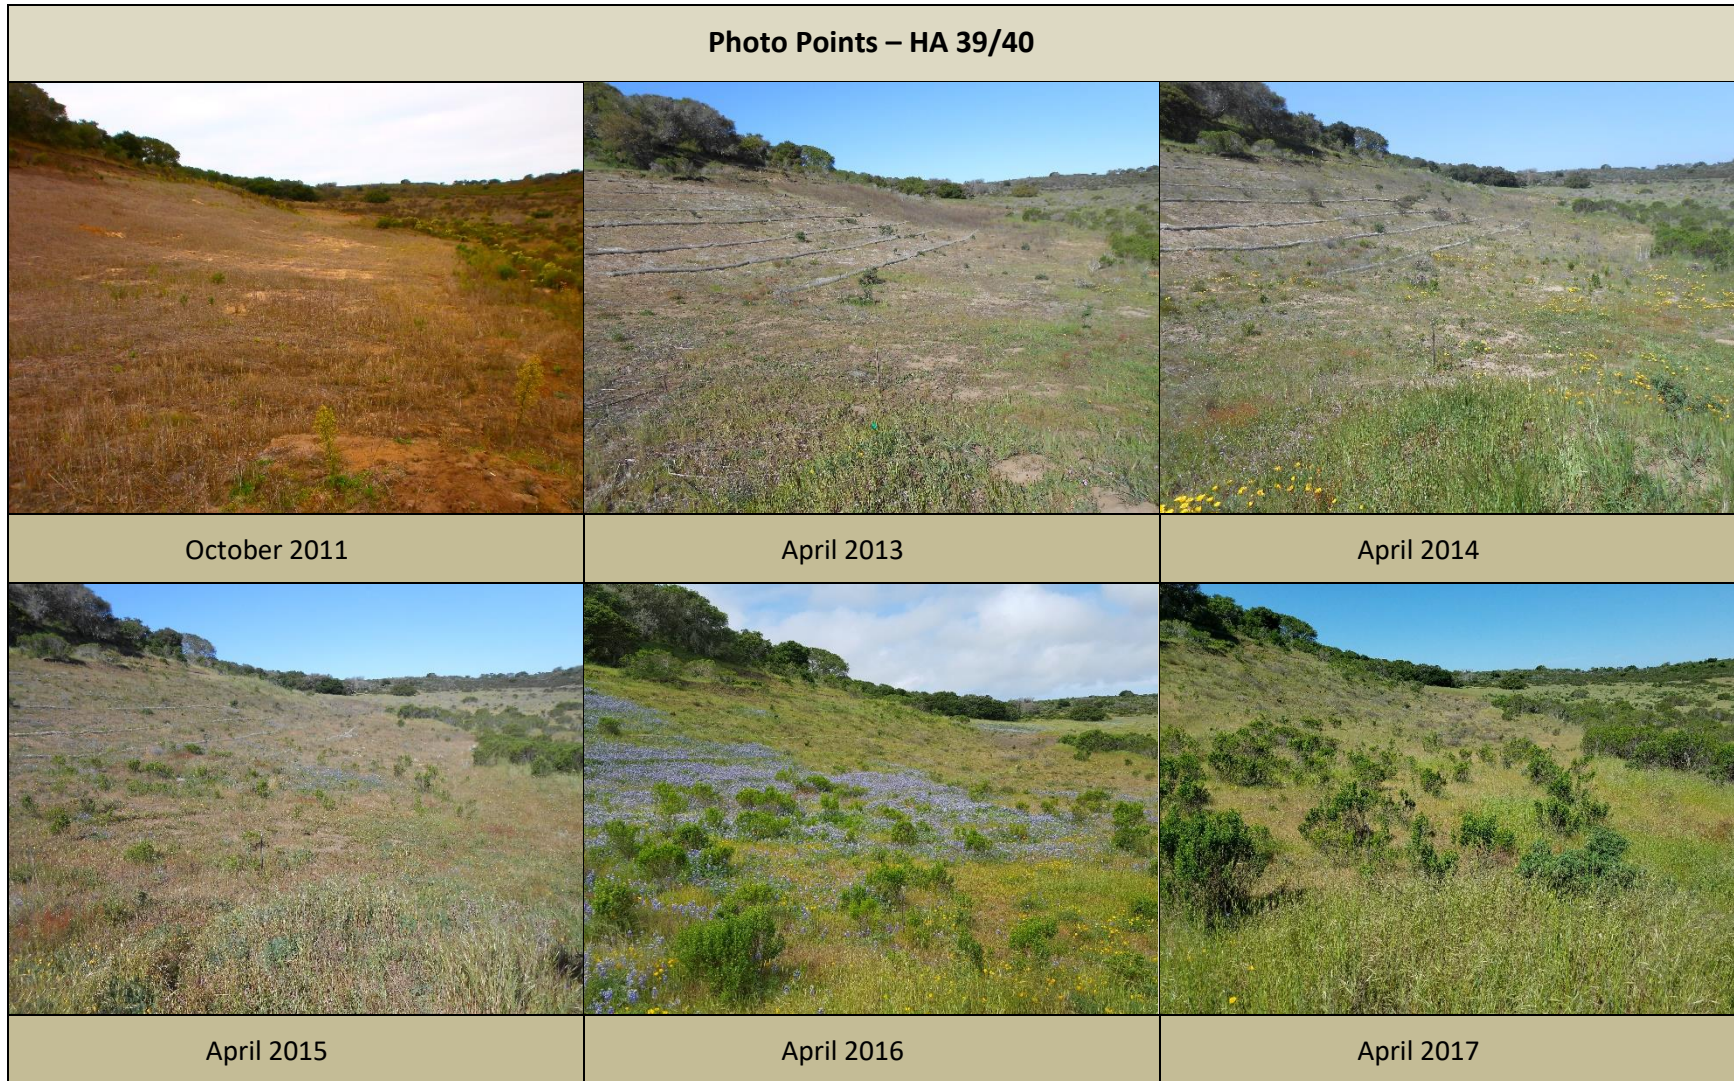 Photo Points – HA 39/40
October 2011
April 2013
April 2014
April 2015
April 2016
April 2017